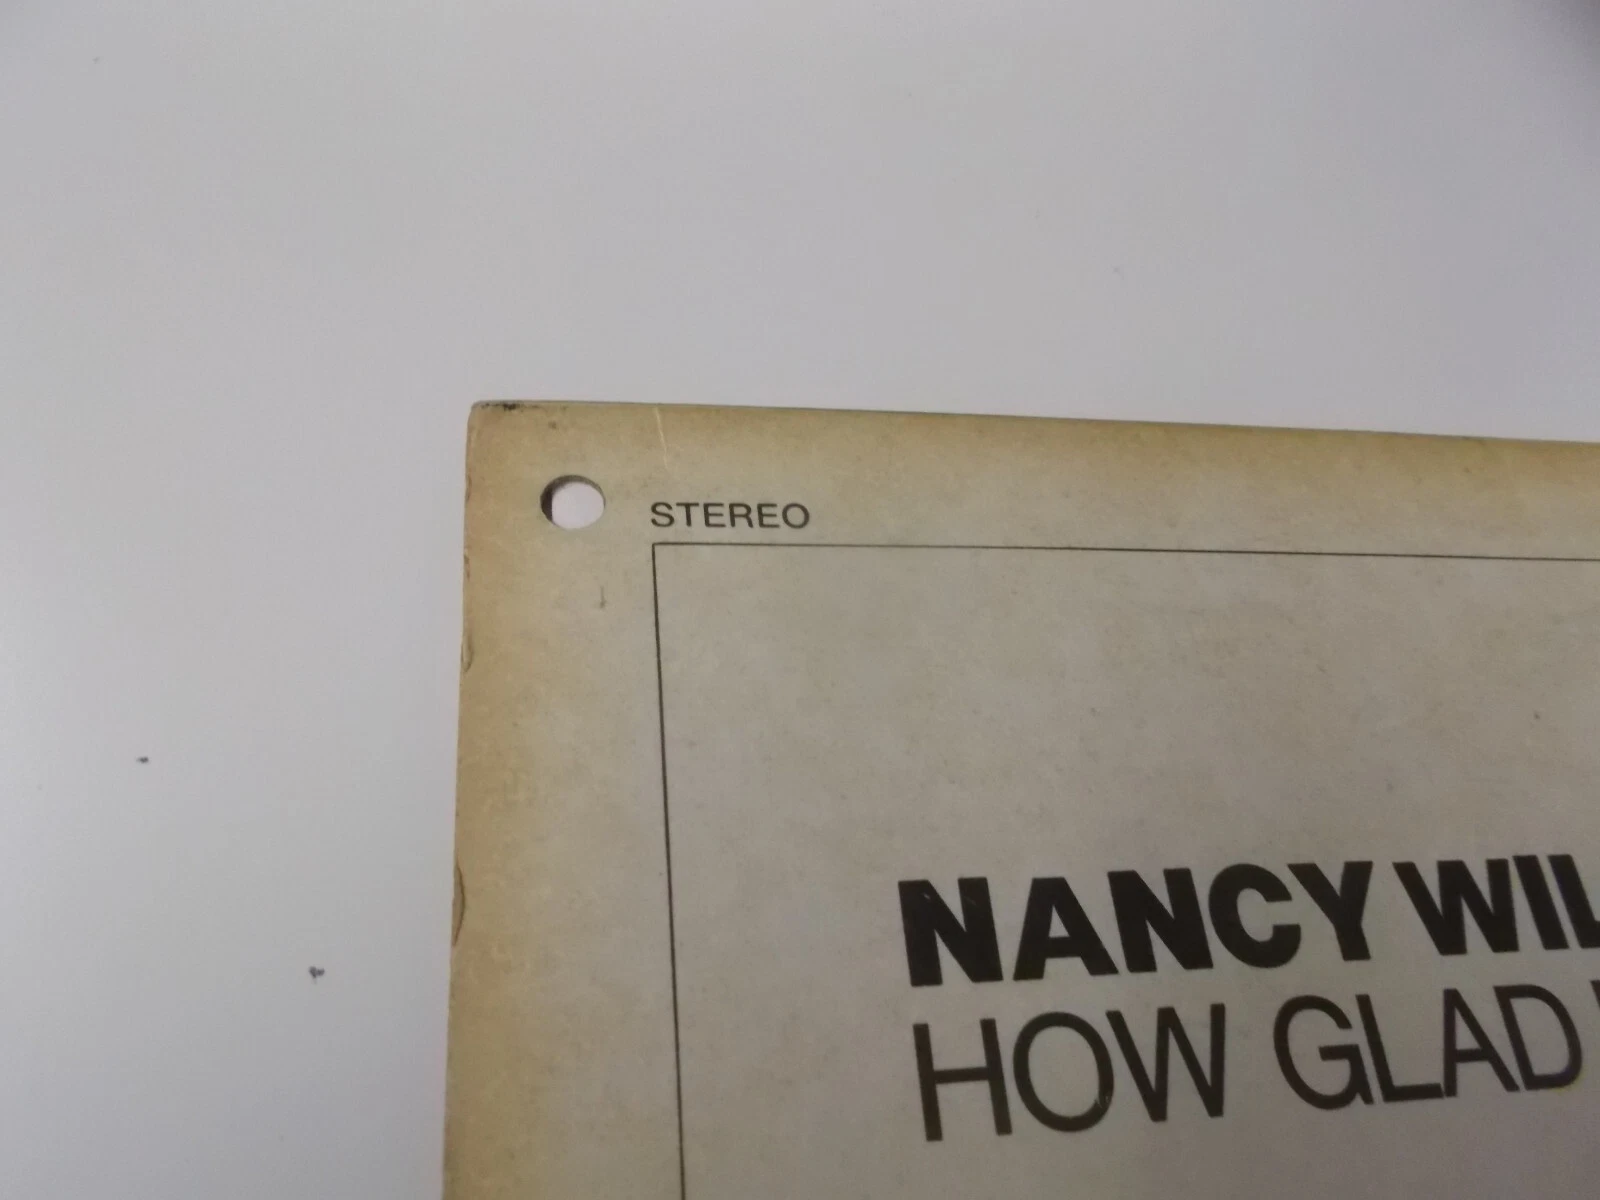 STEREO
NANCY WIL
HOW GLAD